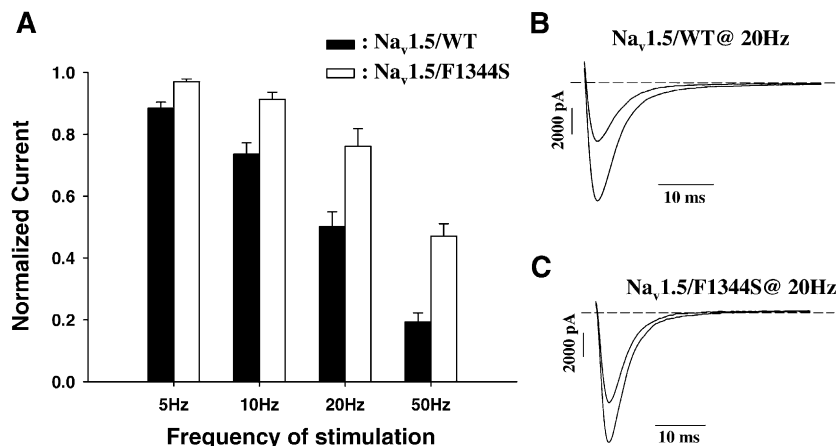 A
: Nav1.5/WT
: Nav1.5/F1344S
1.0
0.8
0.6
0.4
0.2
0.0
Normalized Current
5Hz
10Hz
20Hz
50Hz
Frequency of stimulation
B
Nav1.5/WT@ 20Hz
2000 pA
10 ms
C
Nav1.5/F1344S@ 20Hz
2000 pA
10 ms